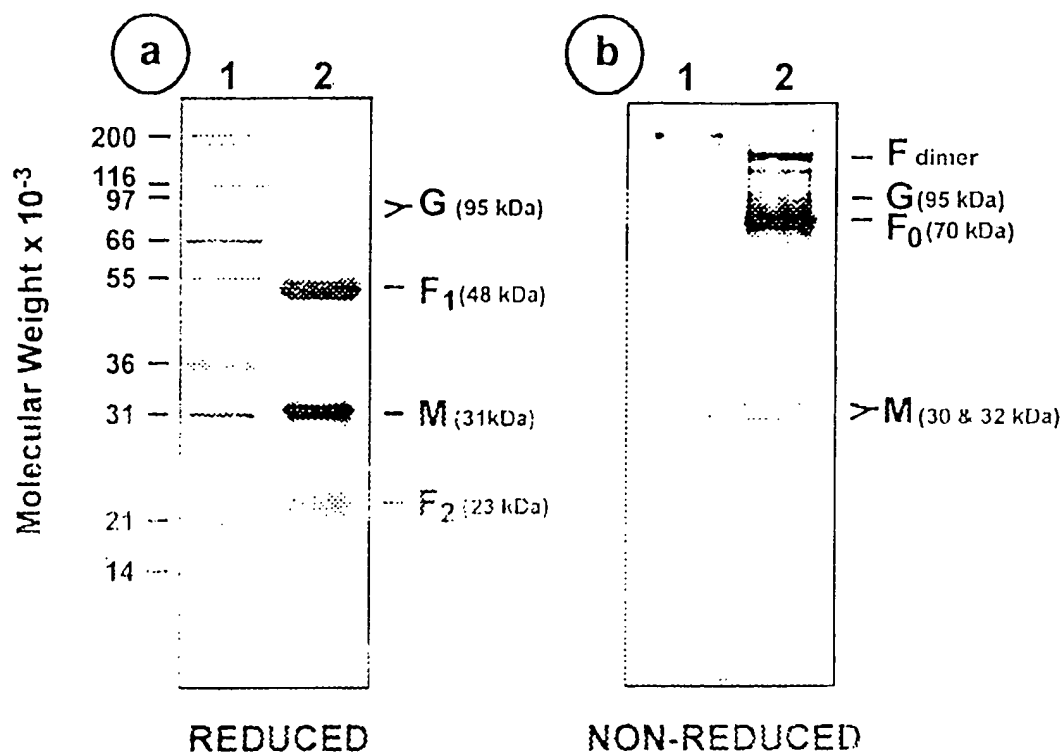 a
1 2
Molecular Weight x 10-3
200
116
97
66
55
36
31
21
14
G (95 kDa)
F1 (48 kDa)
M (31kDa)
F2 (23 kDa)
REDUCED
b
1 2
F dimer
G (95 kDa)
F0 (70 kDa)
M (30 & 32 kDa)
NON-REDUCED